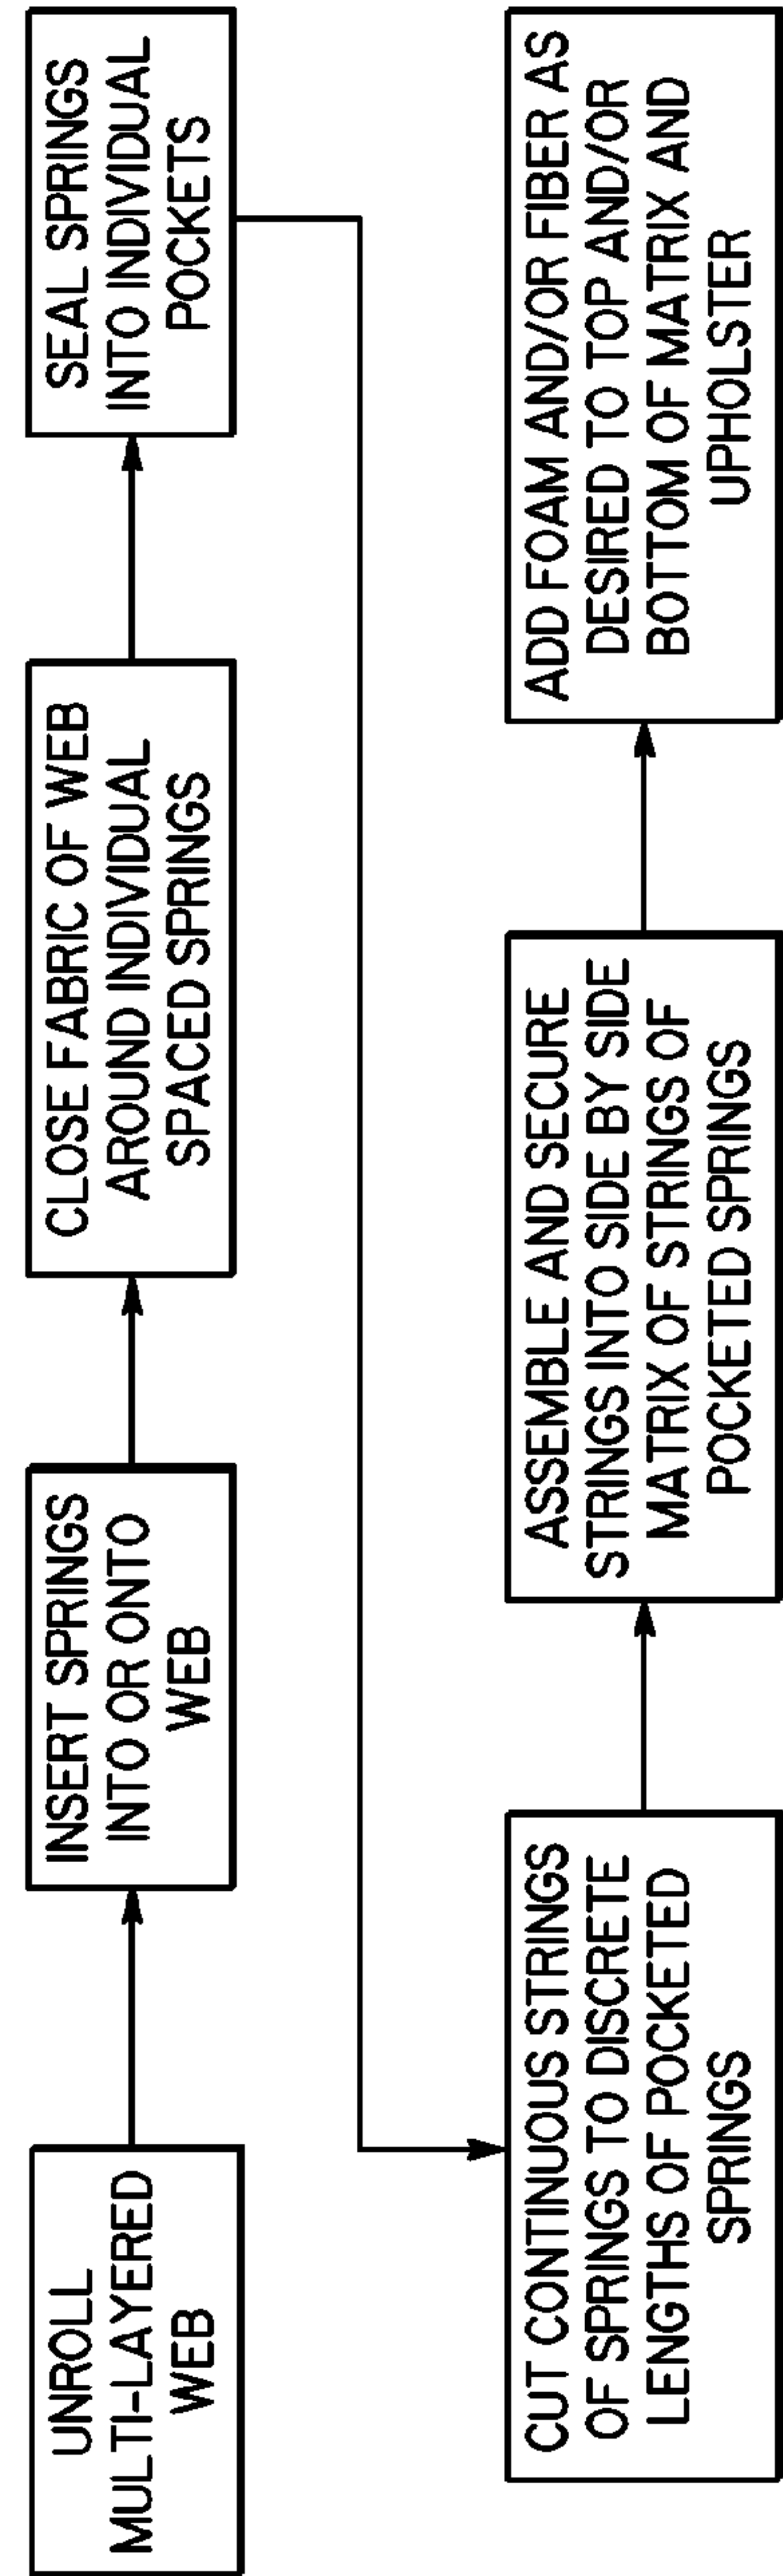 UNROLL
MULTI-LAYERED
WEB
INSERT SPRINGS
INTO OR ONTO
WEB
CLOSE FABRIC OF WEB
AROUND INDIVIDUAL
SPACED SPRINGS
SEAL SPRINGS
INTO INDIVIDUAL
POCKETS
CUT CONTINUOUS STRINGS
OF SPRINGS TO DISCRETE
LENGTHS OF POCKETED
SPRINGS
ASSEMBLE AND SECURE
STRINGS INTO SIDE BY SIDE
MATRIX OF STRINGS OF
POCKETED SPRINGS
ADD FOAM AND/OR FIBER AS
DESIRED TO TOP AND/OR
BOTTOM OF MATRIX AND
UPHOLSTER